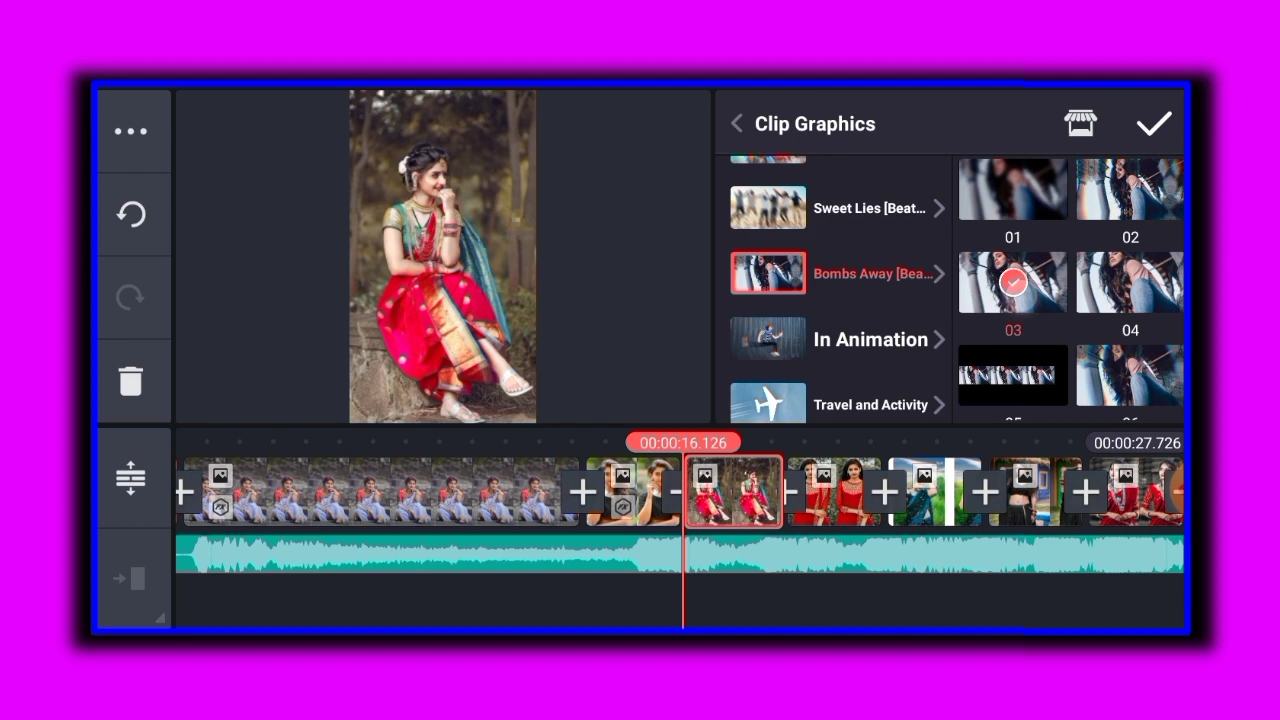 Clip Graphics
Sweet Lies [Beat...
Bombs Away [Bea...
In Animation
Travel and Activity
01
02
03
04
00:00:16.126
00:00:27.726